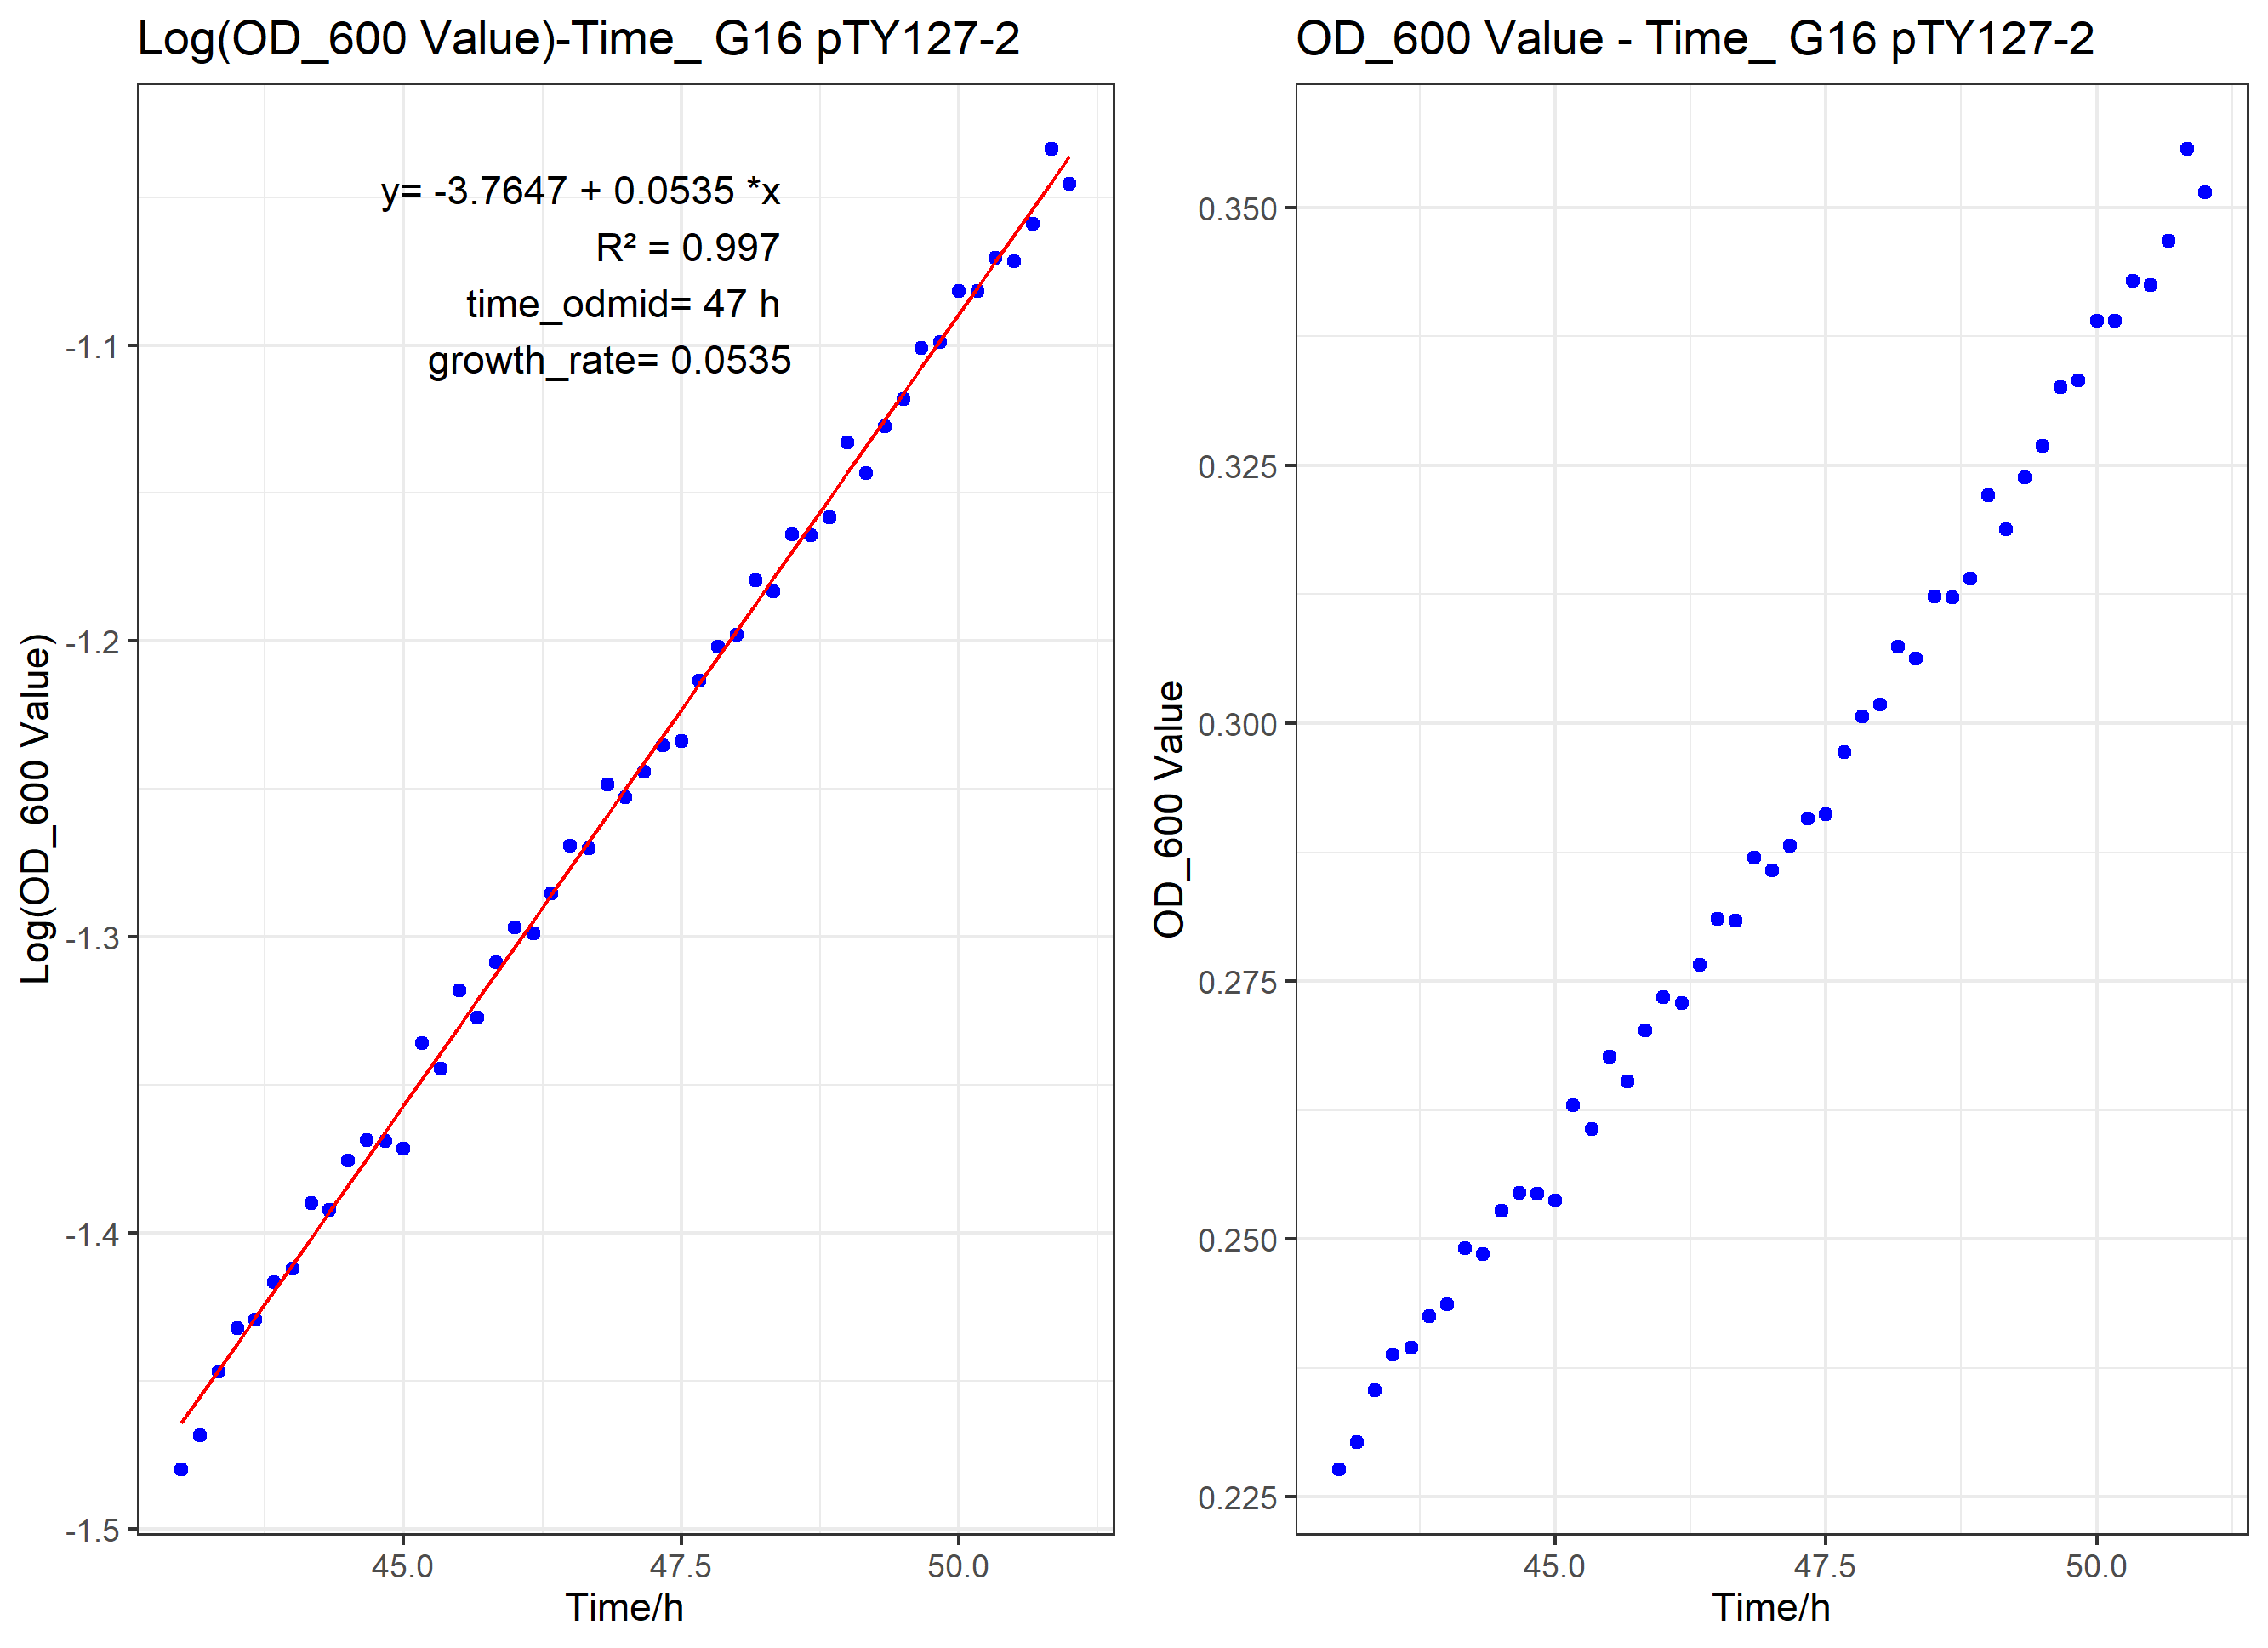 Log(OD_600 Value)-Time_ G16 pTY127-2
y= -3.7647 + 0.0535 *x
R² = 0.997
time_odmid= 47 h
growth_rate= 0.0535
-1.1
-1.2
-1.3
-1.4
-1.5
Log(OD_600 Value)
45.0
47.5
50.0
Time/h
OD_600 Value - Time_ G16 pTY127-2
0.350
0.325
0.300
0.275
0.250
0.225
OD_600 Value
45.0
47.5
50.0
Time/h